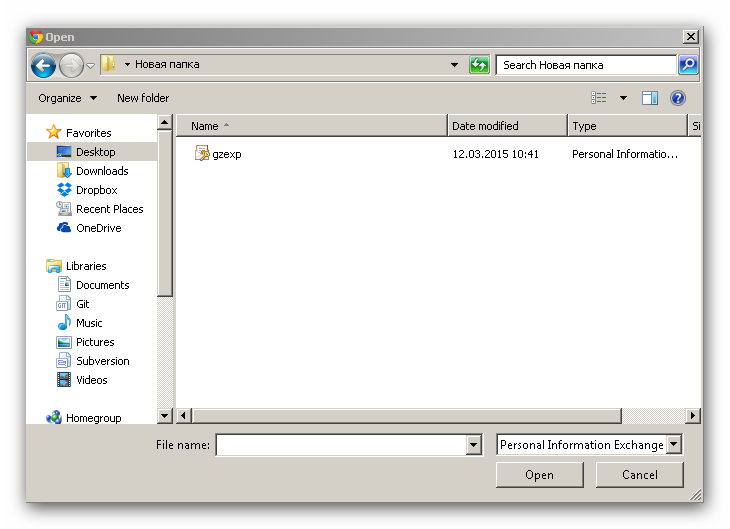 Open
Новая папка
Search Новая папка
Organize
New folder
Name
Date modified
Type
Si
gzexp
12.03.2015 10:41
Personal Informatio...
Favorites
Desktop
Downloads
Dropbox
Recent Places
OneDrive
Libraries
Documents
Git
Music
Pictures
Subversion
Videos
Homegroup
File name:
Personal Information Exchange
Open
Cancel